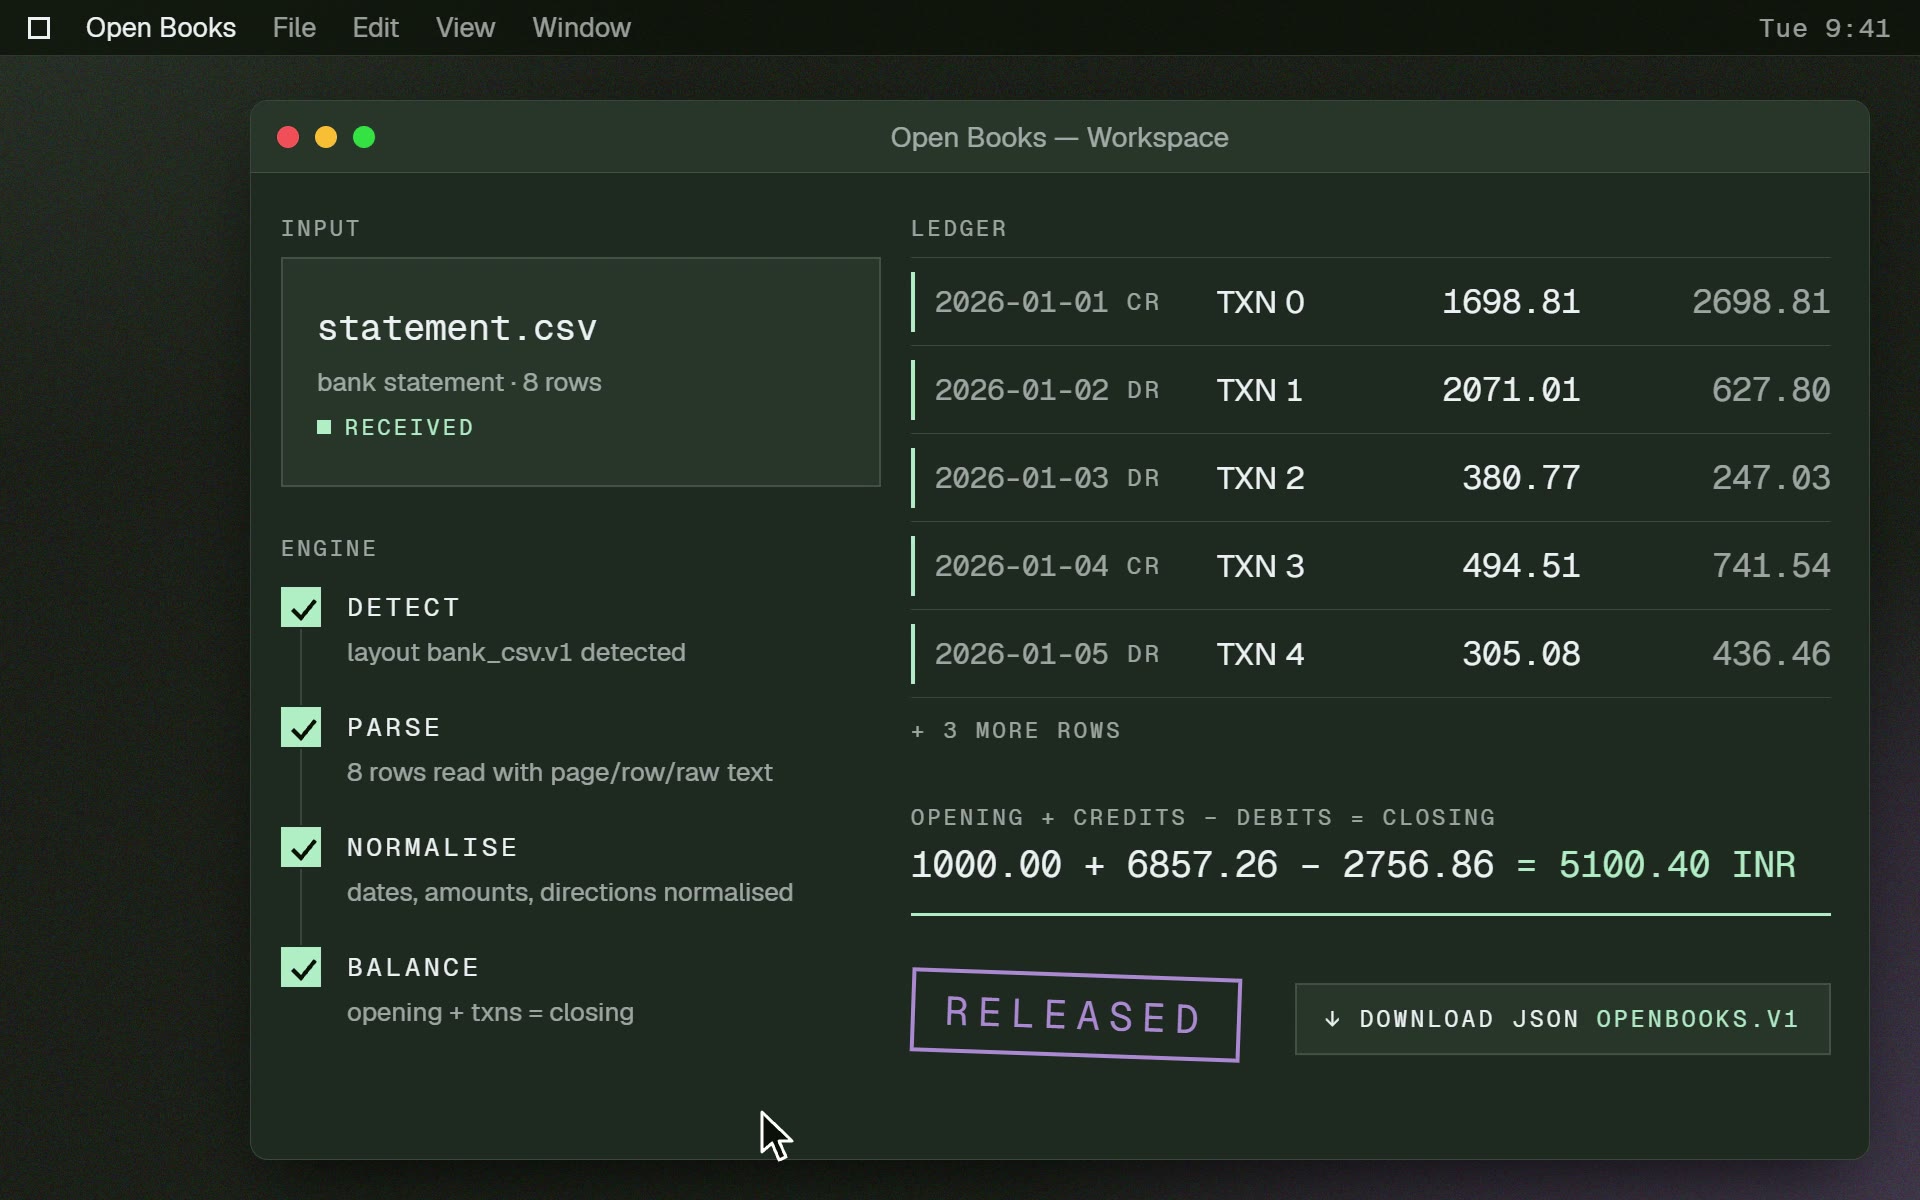 Open Books File Edit View Window Tue 9:41
Open Books — Workspace
INPUT
statement.csv
bank statement · 8 rows
RECEIVED
ENGINE
DETECT
layout bank_csv.v1 detected
PARSE
8 rows read with page/row/raw text
NORMALISE
dates, amounts, directions normalised
BALANCE
opening + txns = closing
LEDGER
2026-01-01 CR TXN 0 1698.81 2698.81
2026-01-02 DR TXN 1 2071.01 627.80
2026-01-03 DR TXN 2 380.77 247.03
2026-01-04 CR TXN 3 494.51 741.54
2026-01-05 DR TXN 4 305.08 436.46
+ 3 MORE ROWS
OPENING + CREDITS − DEBITS = CLOSING
1000.00 + 6857.26 − 2756.86 = 5100.40 INR
RELEASED
↓ DOWNLOAD JSON OPENBOOKS.V1